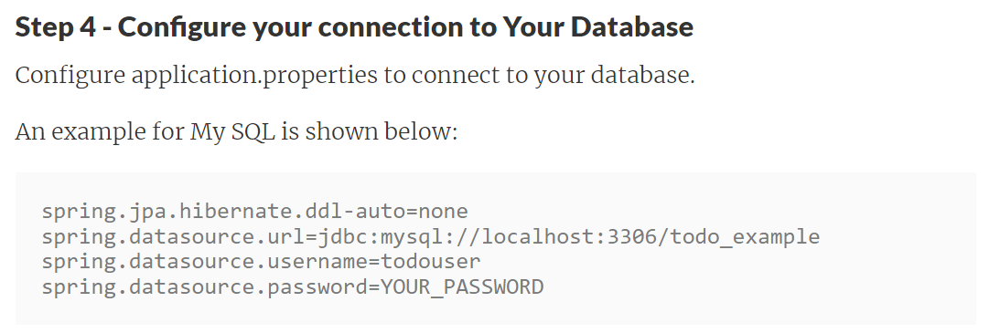 Step 4 - Configure your connection to Your Database
Configure application.properties to connect to your database.
An example for My SQL is shown below:
spring.jpa.hibernate.ddl-auto=none
spring.datasource.url=jdbc:mysql://localhost:3306/todo_example
spring.datasource.username=todouser
spring.datasource.password=YOUR_PASSWORD